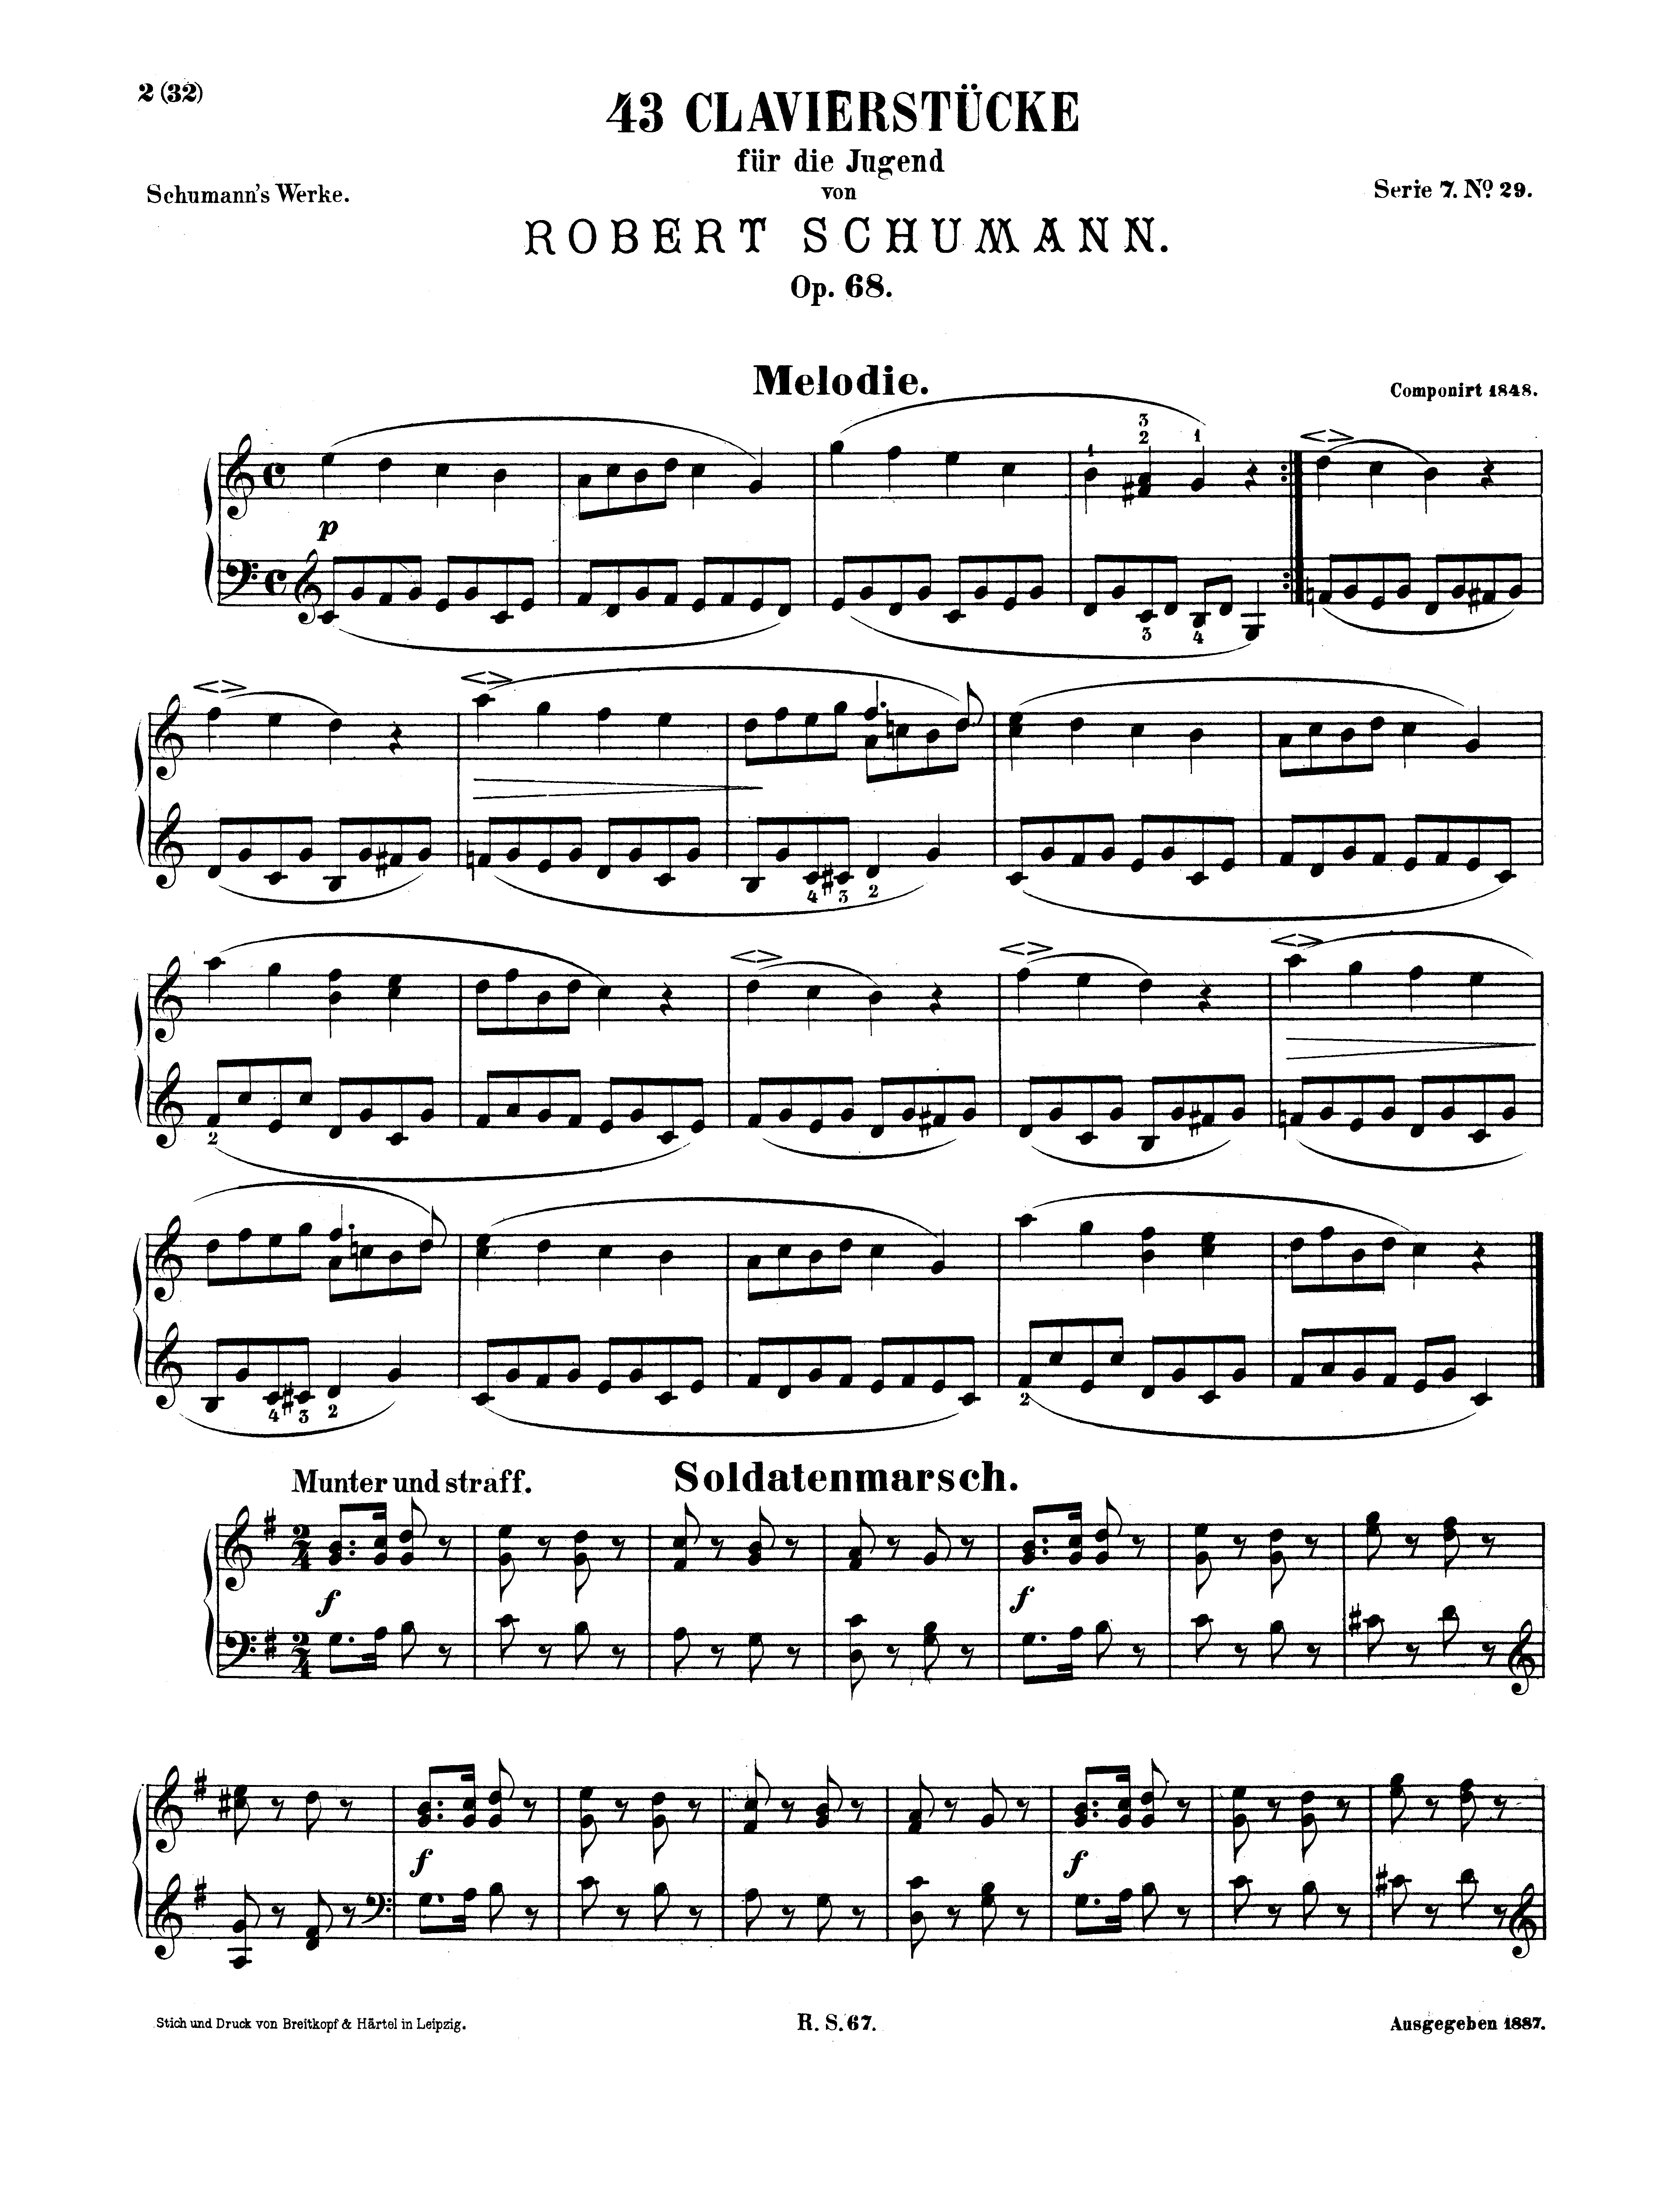 2 (32)
43 CLAVIERSTÜCKE
für die Jugend
von
Schumann's Werke.
Serie 7. No. 29.
ROBERT SCHUMANN.
Op. 68.
Melodie.
Componirt 1848.
3
2
1
1
p
3
4
4
3
2
2
4
3
2
2
Munter und straff.
Soldatenmarsch.
2
4
f
f
2
4
f
f
Stich und Druck von Breitkopf & Härtel in Leipzig.
R. S. 67.
Ausgegeben 1887.